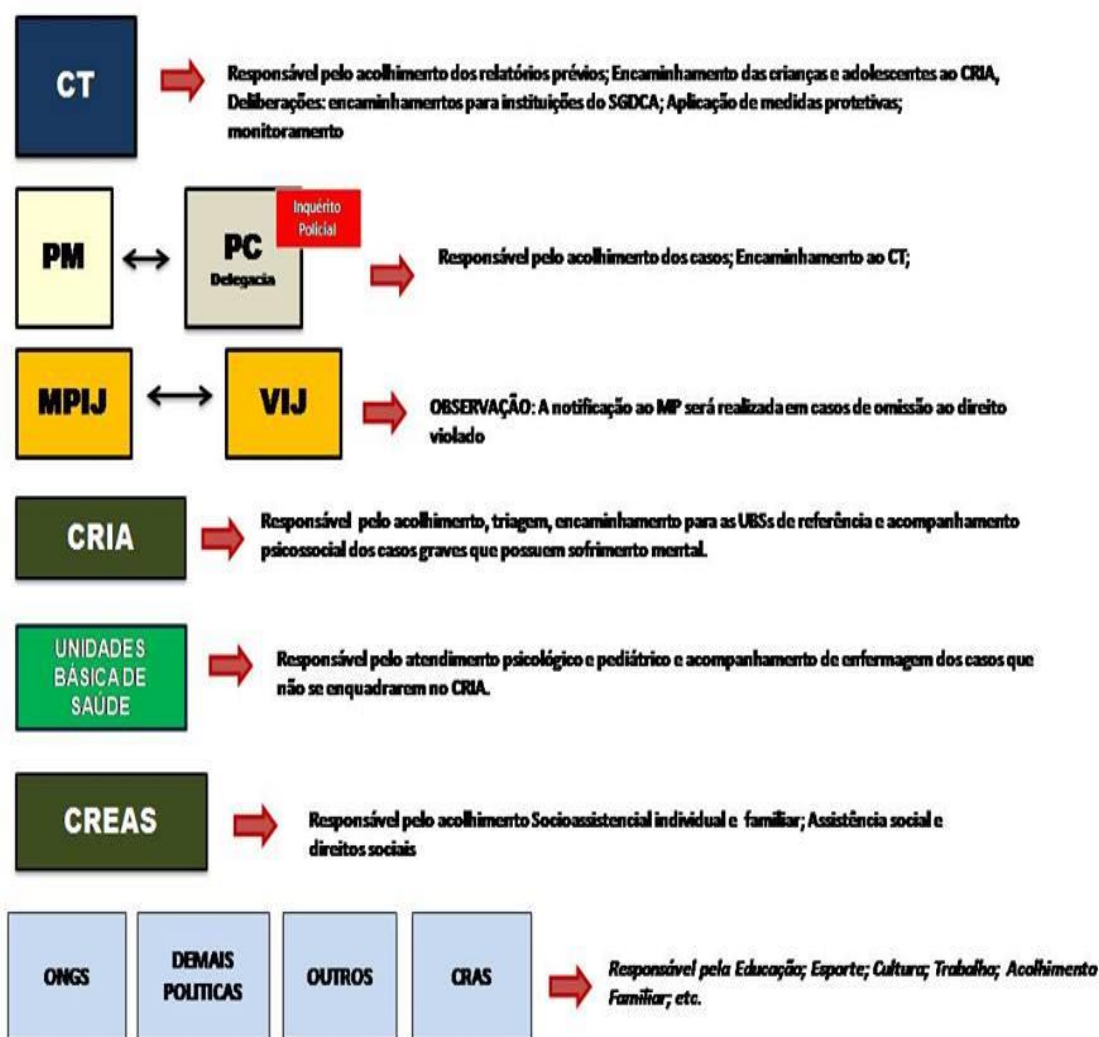 CT
Responsável pelo acolhimento dos relatórios prévios; Encaminhamento das crianças e adolescentes ao CRIA,
Deliberações: encaminhamentos para instituições do SGDCA; Aplicação de medidas protetivas;
monitoramento
PM
PC
Delegacia
Inquérito
Policial
Responsável pelo acolhimento dos casos; Encaminhamento ao CT;
MPIJ
VIJ
OBSERVAÇÃO: A notificação ao MP será realizada em casos de omissão ao direito
violado
CRIA
Responsável pelo acolhimento, triagem, encaminhamento para as UBSs de referência e acompanhamento
psicossocial dos casos graves que possuem sofrimento mental.
UNIDADES
BÁSICA DE
SAÚDE
Responsável pelo atendimento psicológico e pediátrico e acompanhamento de enfermagem dos casos que
não se enquadrarem no CRIA.
CREAS
Responsável pelo acolhimento Socioassistencial individual e familiar; Assistência social e
direitos sociais
ONGS
DEMAIS
POLITICAS
OUTROS
CRAS
Responsável pela Educação; Esporte; Cultura; Trabalho; Acolhimento
Familiar; etc.